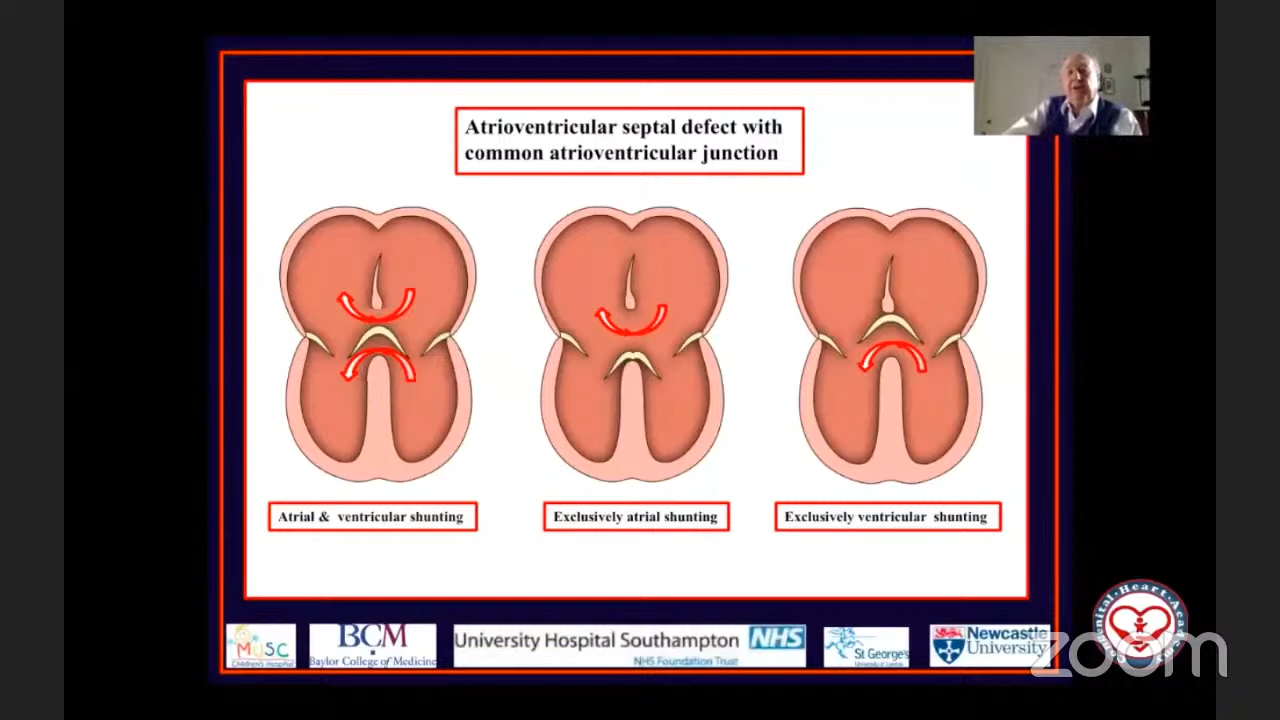 Atrioventricular septal defect with
common atrioventricular junction
Atrial & ventricular shunting
Exclusively atrial shunting
Exclusively ventricular shunting
MUSC
Children's Hospital
BCM
Baylor College of Medicine
University Hospital Southampton
NHS
NHS Foundation Trust
St George's
University of London
Newcastle
University
Heart
zoom